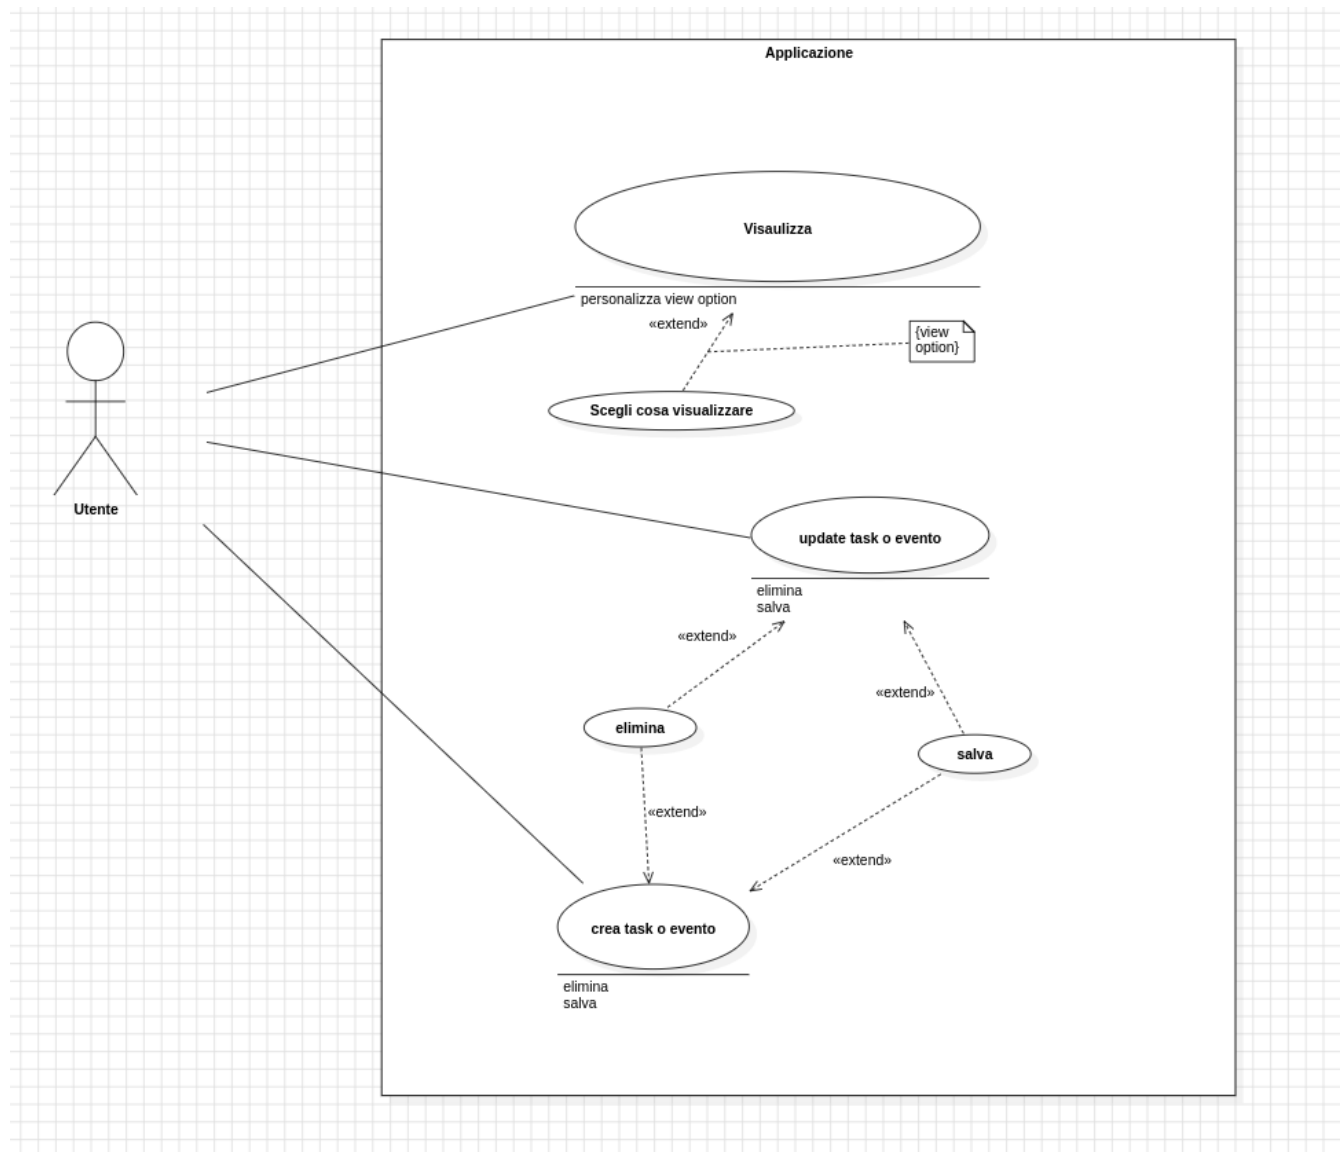 Applicazione
Visaulizza
personalizza view option
«extend»
{view
option}
Scegli cosa visualizzare
Utente
update task o evento
elimina
salva
«extend»
«extend»
elimina
salva
«extend»
«extend»
crea task o evento
elimina
salva